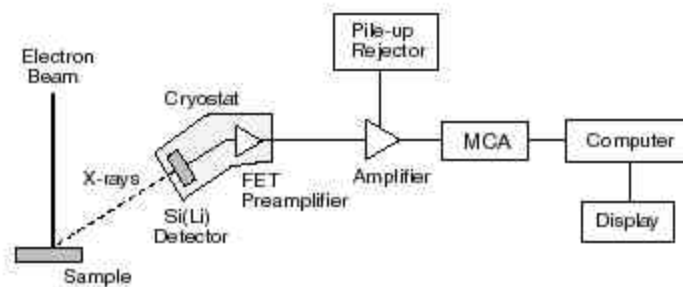 Electron
Beam
Cryostat
Pile-up
Rejector
X-rays
Si(Li)
Detector
FET
Preamplifier
Amplifier
MCA
Computer
Display
Sample